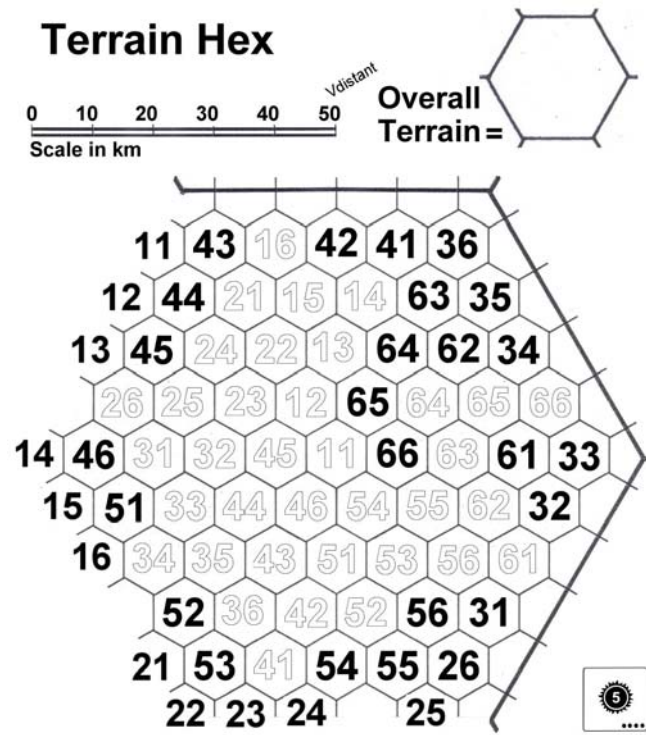 Terrain Hex
Vdistant
0 10 20 30 40 50
Scale in km
Overall
Terrain =
11 43 16 42 41 36
12 44 21 15 14 63 35
13 45 24 22 13 64 62 34
26 25 23 12 65 64 65 66
14 46 31 32 45 11 66 63 61 33
15 51 33 44 46 54 55 62 32
16 34 35 43 51 53 56 61
52 36 42 52 56 31
21 53 41 54 55 26
22 23 24 25
5